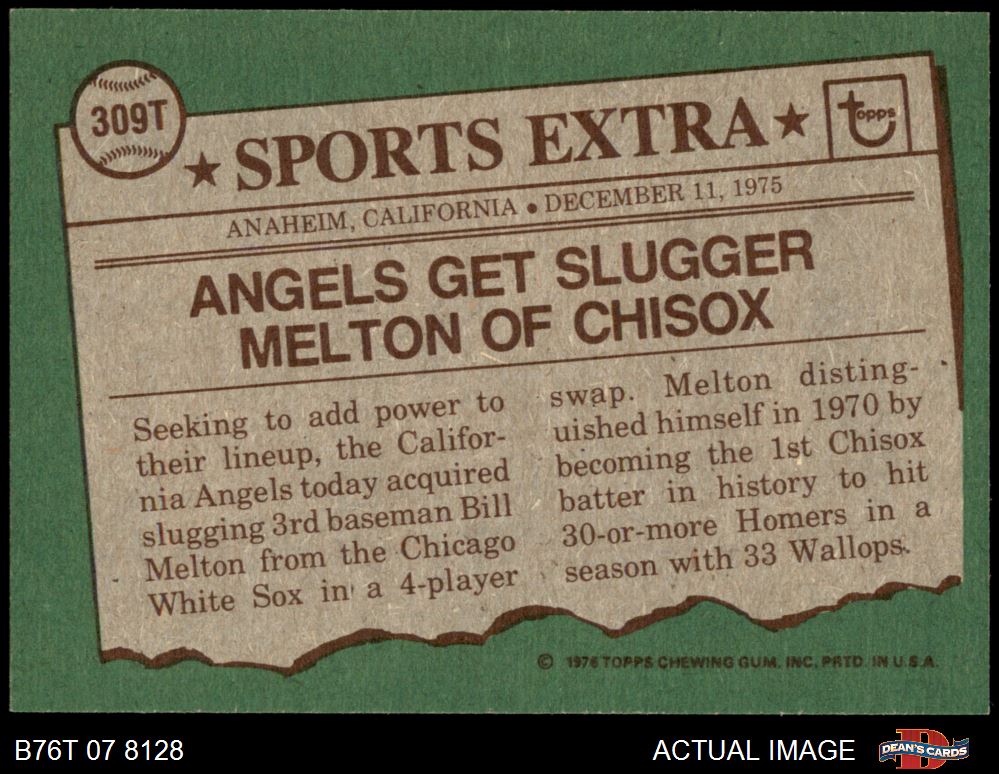 309T
★ SPORTS EXTRA ★
topps
ANAHEIM, CALIFORNIA • DECEMBER 11, 1975
ANGELS GET SLUGGER
MELTON OF CHISOX
Seeking to add power to
their lineup, the Califor-
nia Angels today acquired
slugging 3rd baseman Bill
Melton from the Chicago
White Sox in a 4-player
swap. Melton disting-
uished himself in 1970 by
becoming the 1st Chisox
batter in history to hit
30-or-more Homers in a
season with 33 Wallops.
© 1976 TOPPS CHEWING GUM, INC. PRTD. IN U.S.A.
B76T 07 8128
ACTUAL IMAGE
DEAN'S CARDS